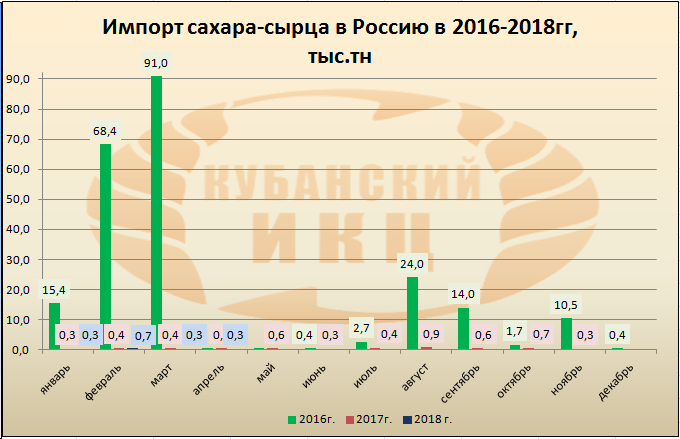 Импорт сахара-сырца в России в 2016-2018гг,
тыс.тн
90,0
80,0
70,0
60,0
50,0
40,0
30,0
20,0
10,0
0,0
91,0
68,4
15,4
24,0
14,0
10,5
2,7
1,7
0,3 0,3 0,4 0,7 0,4 0,3 0,3 0,6 0,4 0,3 0,4 0,9 0,6 0,7 0,3 0,4
КУБАНСКИЙ
ИКЦ
январь февраль март апрель май июнь июль август сентябрь октябрь ноябрь декабрь
2016г. 2017г. 2018 г.